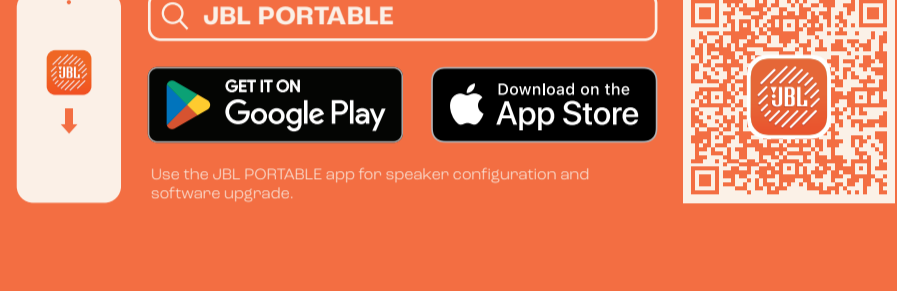 JBL PORTABLE
JBL
GET IT ON
Google Play
Download on the
App Store
JBL
Use the JBL PORTABLE app for speaker configuration and
software upgrade.